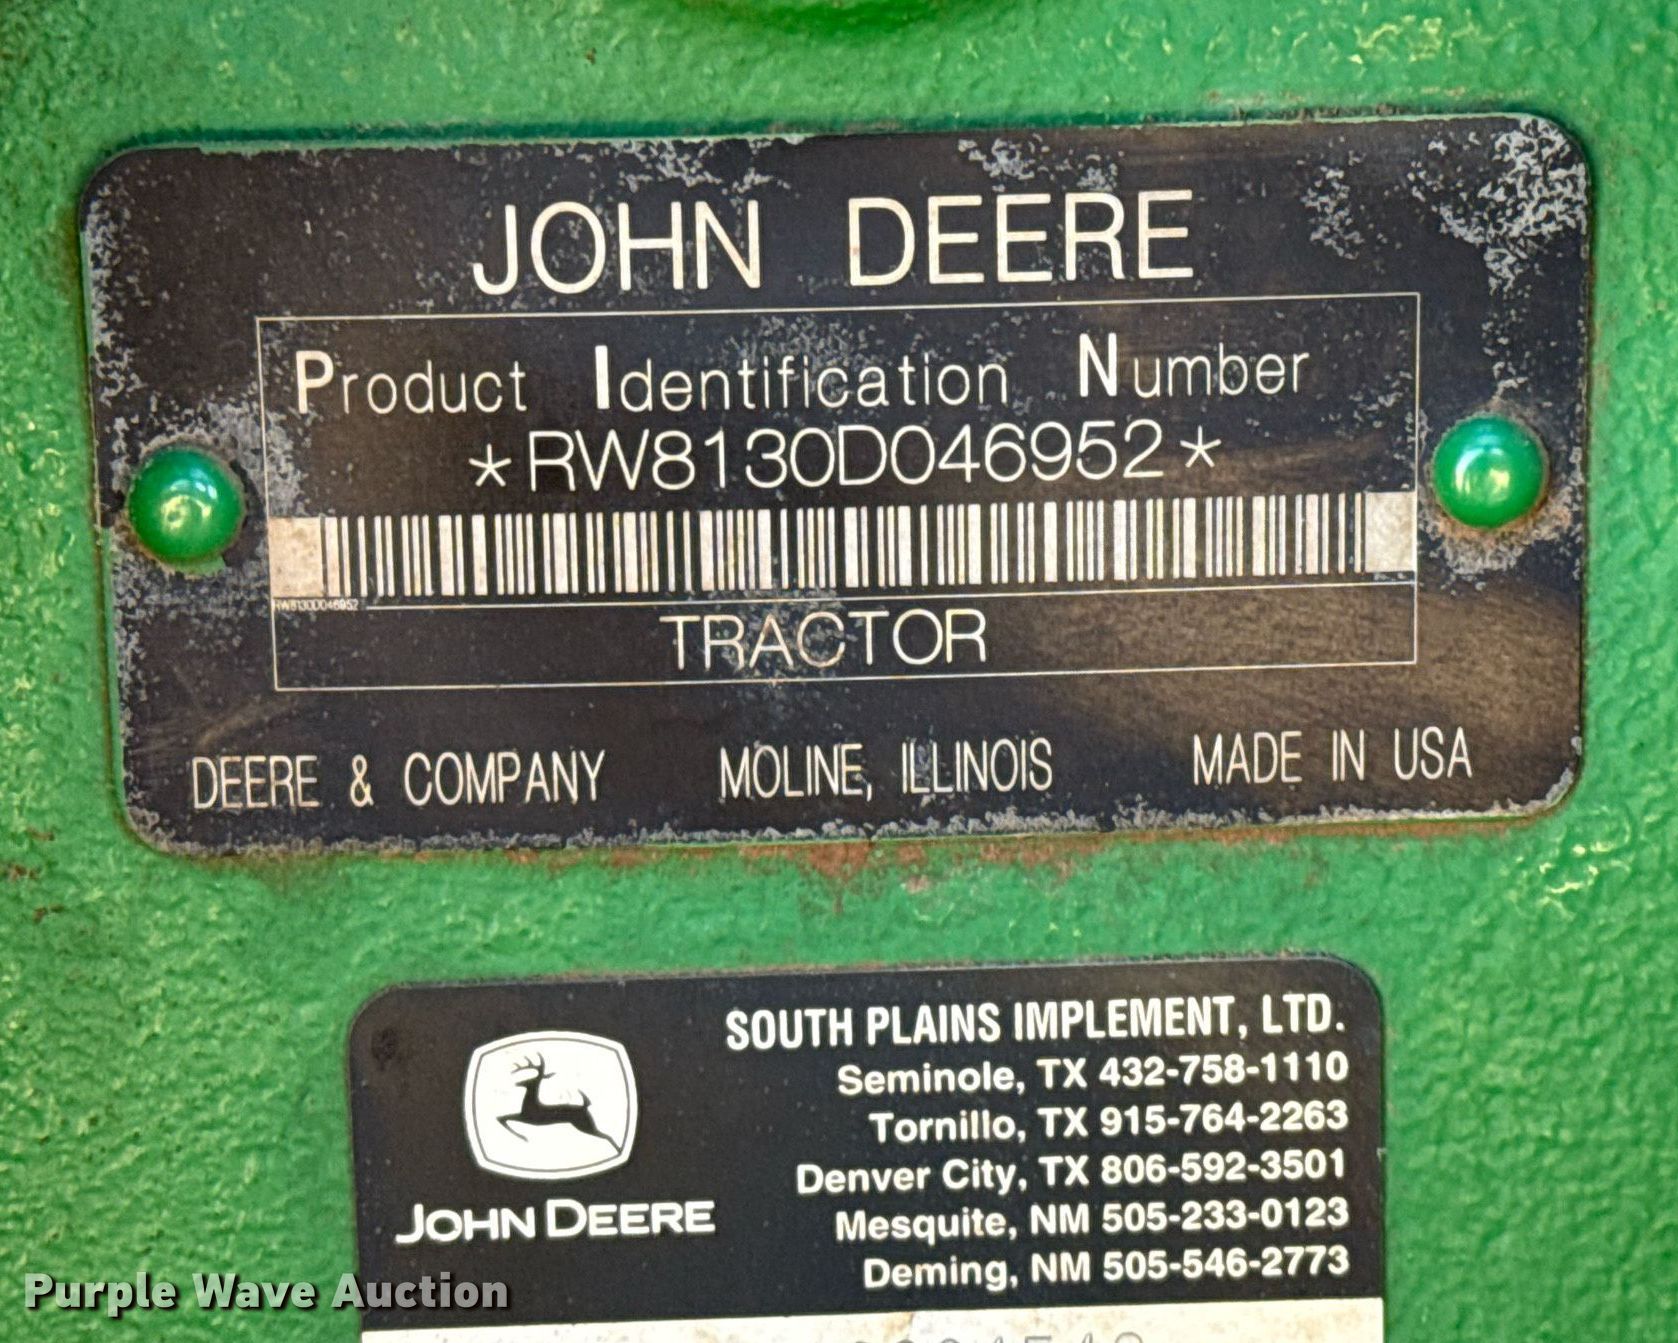 JOHN DEERE
Product Identification Number
*RW8130D046952*
RW8130D046952
TRACTOR
DEERE & COMPANY MOLINE, ILLINOIS MADE IN USA
SOUTH PLAINS IMPLEMENT, LTD.
Seminole, TX 432-758-1110
Tornillo, TX 915-764-2263
Denver City, TX 806-592-3501
Mesquite, NM 505-233-0123
Deming, NM 505-546-2773
JOHN DEERE
Purple Wave Auction